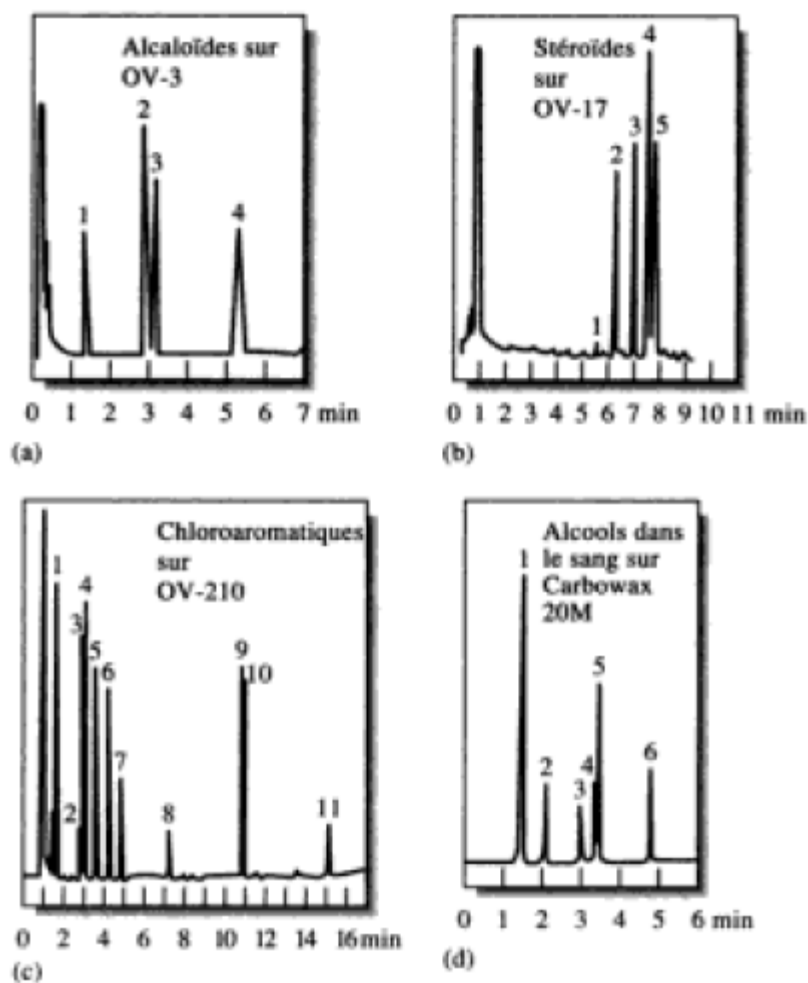 Alcaloïdes sur
OV-3
1
2
3
4
0 1 2 3 4 5 6 7 min
(a)
Stéroïdes
sur
OV-17
1
2
3
4
5
0 1 2 3 4 5 6 7 8 9 10 11 min
(b)
Chloroaromatiques
sur
OV-210
1
2
3
4
5
6
7
8
9
10
11
0 2 4 6 8 10 12 14 16 min
(c)
Alcools dans
le sang sur
Carbowax
20M
1
2
3
4
5
6
0 1 2 3 4 5 6
(d)